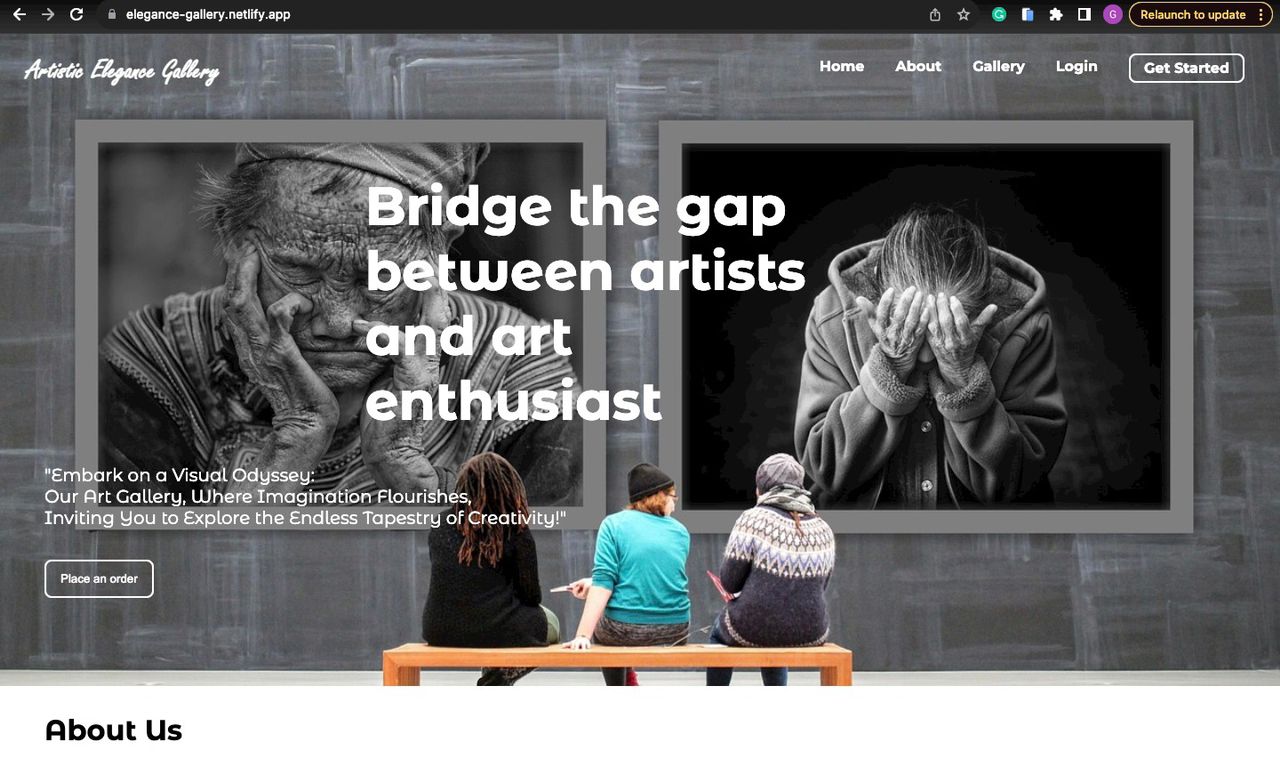 elegance-gallery.netlify.app
G
Relaunch to update
Artistic Elegance Gallery
Home
About
Gallery
Login
Get Started
Bridge the gap
between artists
and art
enthusiast
"Embark on a Visual Odyssey:
Our Art Gallery, Where Imagination Flourishes,
Inviting You to Explore the Endless Tapestry of Creativity!"
Place an order
About Us